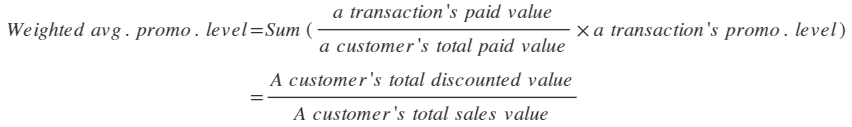 Weighted avg. promo. level=Sum ( a transaction's paid value / a customer's total paid value × a transaction's promo. level)
= A customer's total discounted value / A customer's total sales value